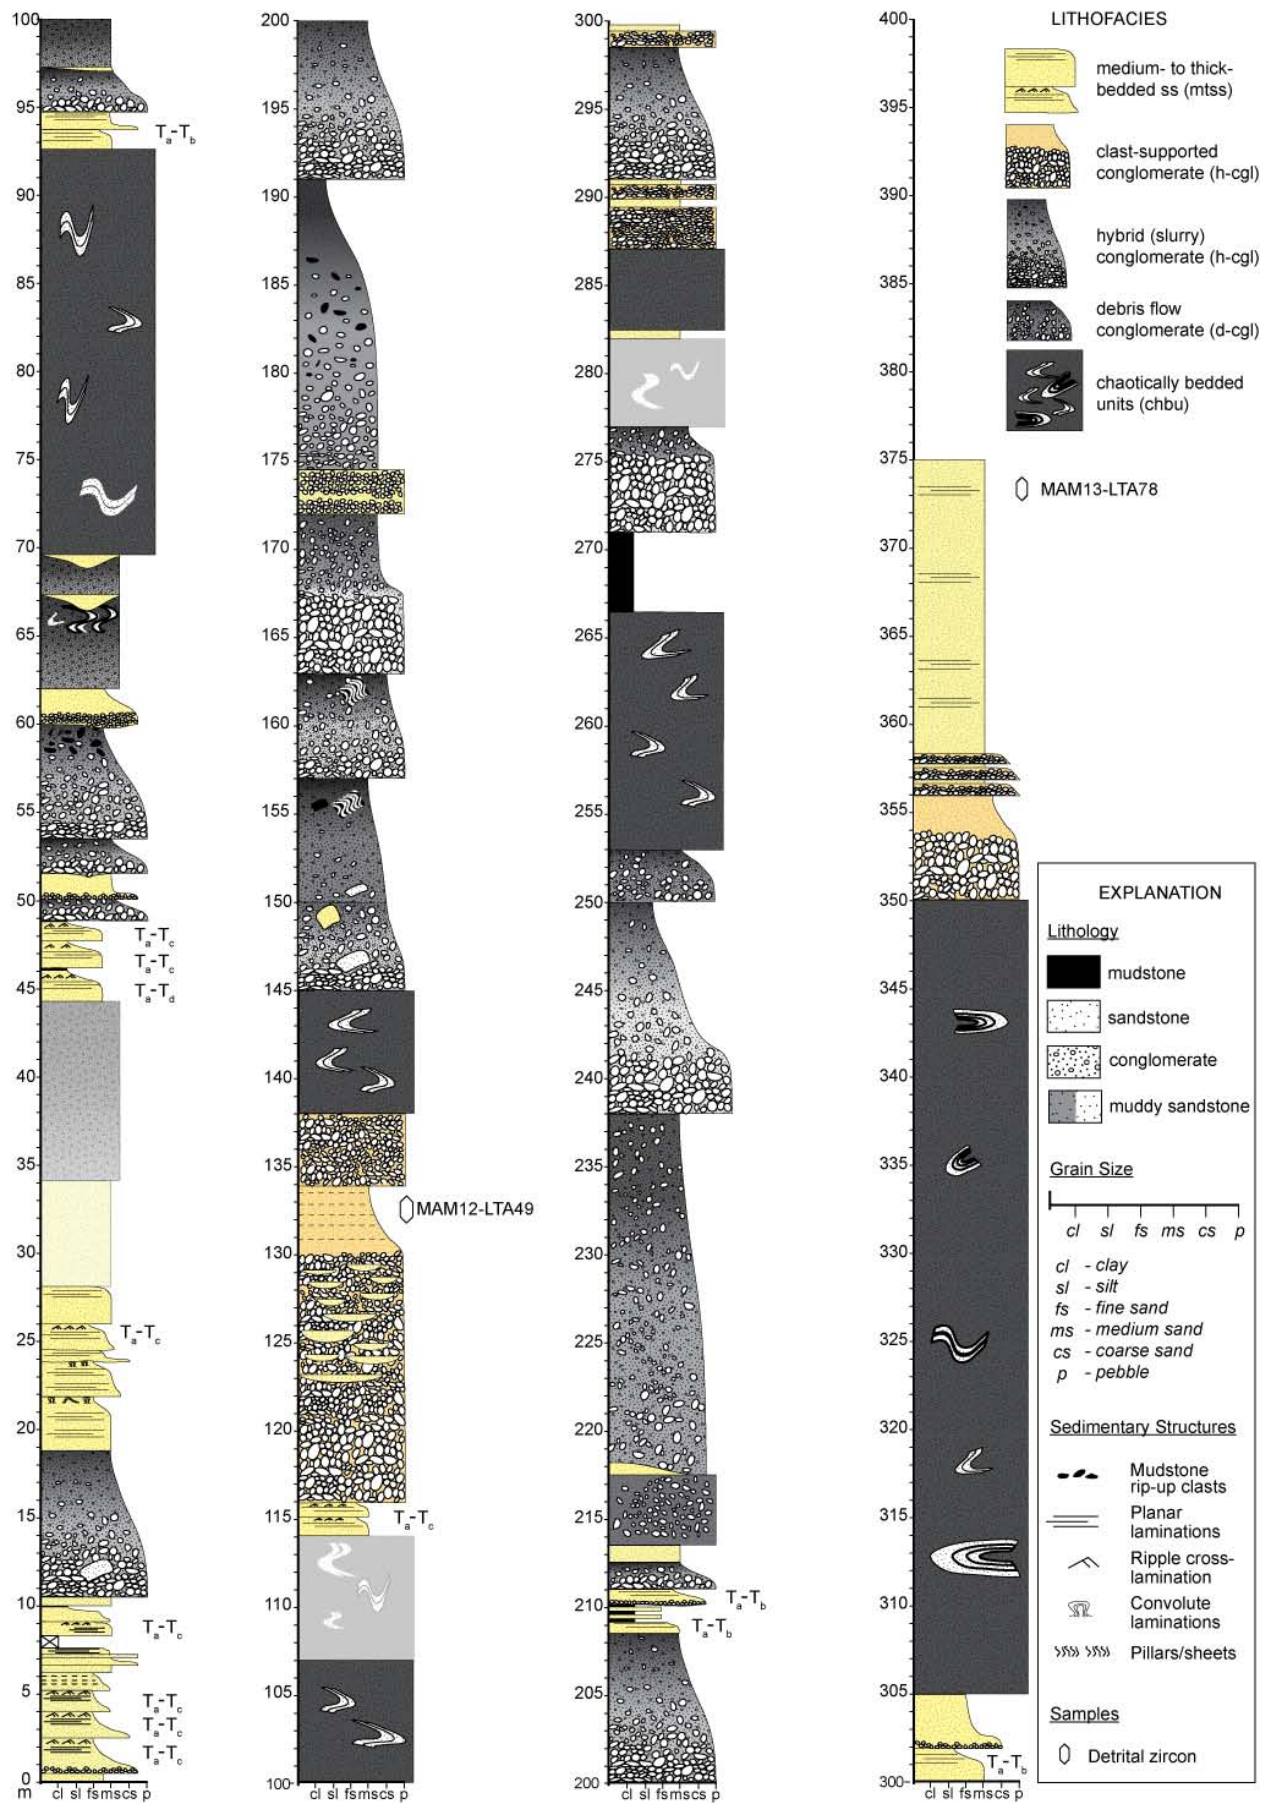 100
95
90
85
80
75
70
65
60
55
50
45
40
35
30
25
20
15
10
5
0
m
cl sl fs ms cs p
Ta-Tb
Ta-Tc
Ta-Tc
Ta-Td
Ta-Tc
Ta-Tc
Ta-Tc
Ta-Tc
Ta-Tc
200
195
190
185
180
175
170
165
160
155
150
145
140
135
130
125
120
115
110
105
100
cl sl fs ms cs p
MAM12-LTA49
Ta-Tc
300
295
290
285
280
275
270
265
260
255
250
245
240
235
230
225
220
215
210
205
200
cl sl fs ms cs p
Ta-Tb
Ta-Tb
400
395
390
385
380
375
370
365
360
355
350
345
340
335
330
325
320
315
310
305
300
cl sl fs ms cs p
MAM13-LTA78
Ta-Tb
LITHOFACIES
medium- to thick-
bedded ss (mtss)
clast-supported
conglomerate (h-cgl)
hybrid (slurry)
conglomerate (h-cgl)
debris flow
conglomerate (d-cgl)
chaotically bedded
units (chbu)
EXPLANATION
Lithology
mudstone
sandstone
conglomerate
muddy sandstone
Grain Size
cl sl fs ms cs p
cl - clay
sl - silt
fs - fine sand
ms - medium sand
cs - coarse sand
p - pebble
Sedimentary Structures
Mudstone
rip-up clasts
Planar
laminations
Ripple cross-
lamination
Convolute
laminations
Pillars/sheets
Samples
Detrital zircon